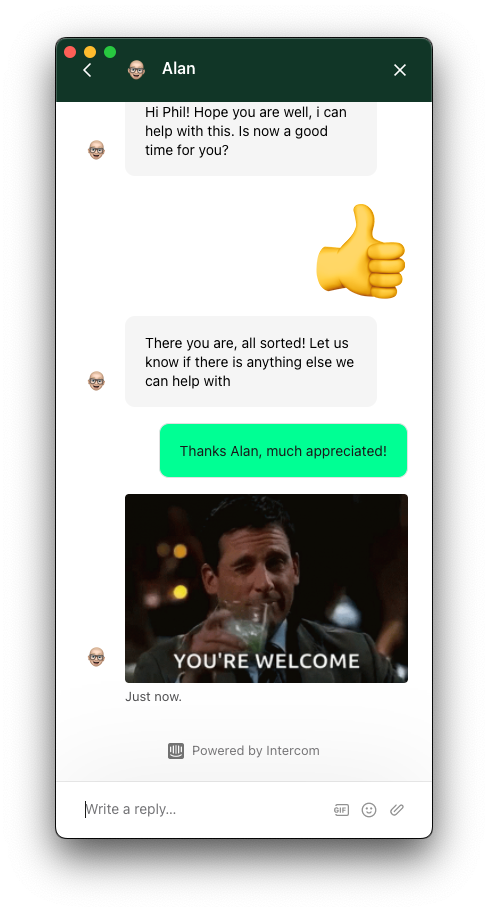 Alan
Hi Phil! Hope you are well, i can
help with this. Is now a good
time for you?
There you are, all sorted! Let us
know if there is anything else we
can help with
Thanks Alan, much appreciated!
YOU'RE WELCOME
Just now.
Powered by Intercom
Write a reply...
GIF